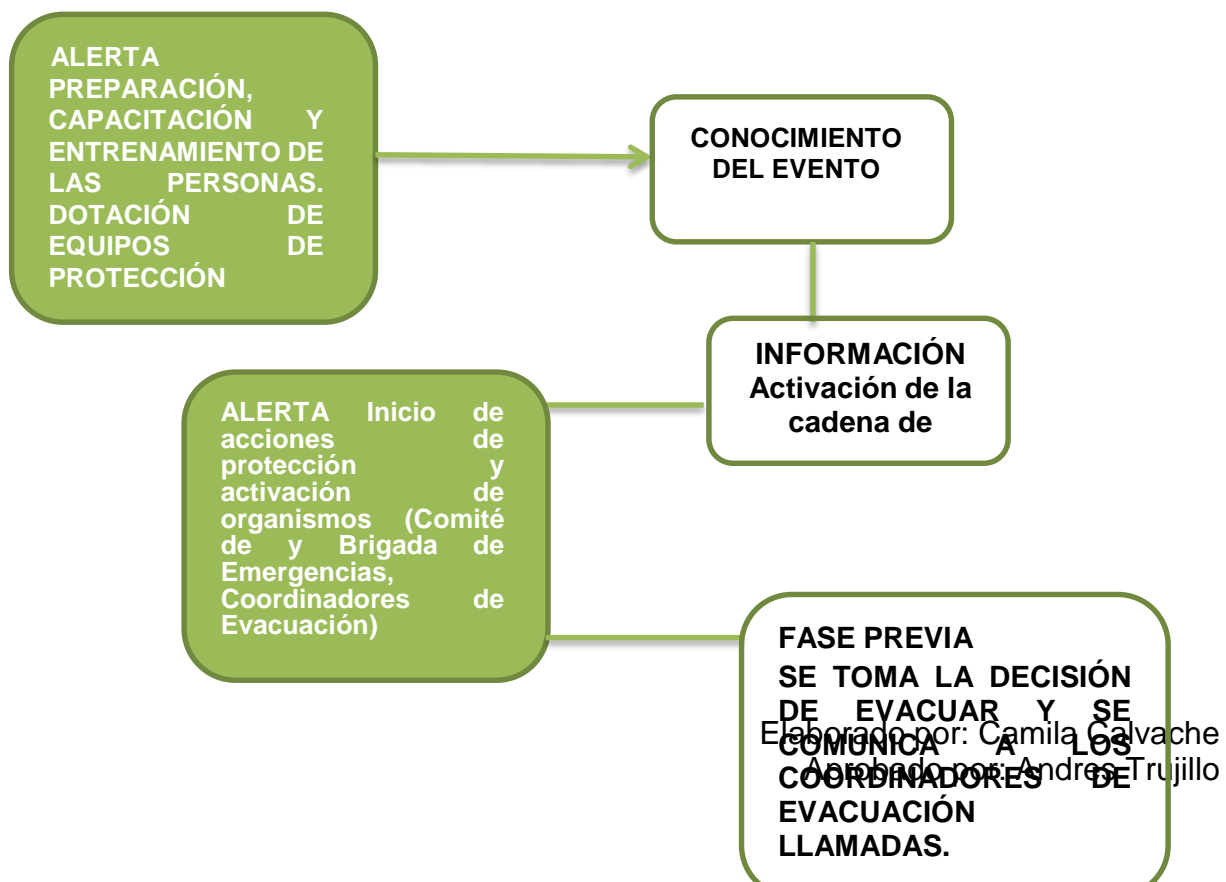 ALERTA
PREPARACIÓN,
CAPACITACIÓN Y
ENTRENAMIENTO DE
LAS PERSONAS.
DOTACIÓN DE
EQUIPOS DE
PROTECCIÓN
CONOCIMIENTO
DEL EVENTO
INFORMACIÓN
Activación de la
cadena de
ALERTA Inicio de
acciones de
protección y
activación de
organismos (Comité
de y Brigada de
Emergencias,
Coordinadores de
Evacuación)
FASE PREVIA
SE TOMA LA DECISIÓN
DE EVACUAR Y SE
COMUNICA A LOS
COORDINADORES DE
EVACUACIÓN
LLAMADAS.
Elaborado por: Camila Calvache
Aprobado por: Andres Trujillo